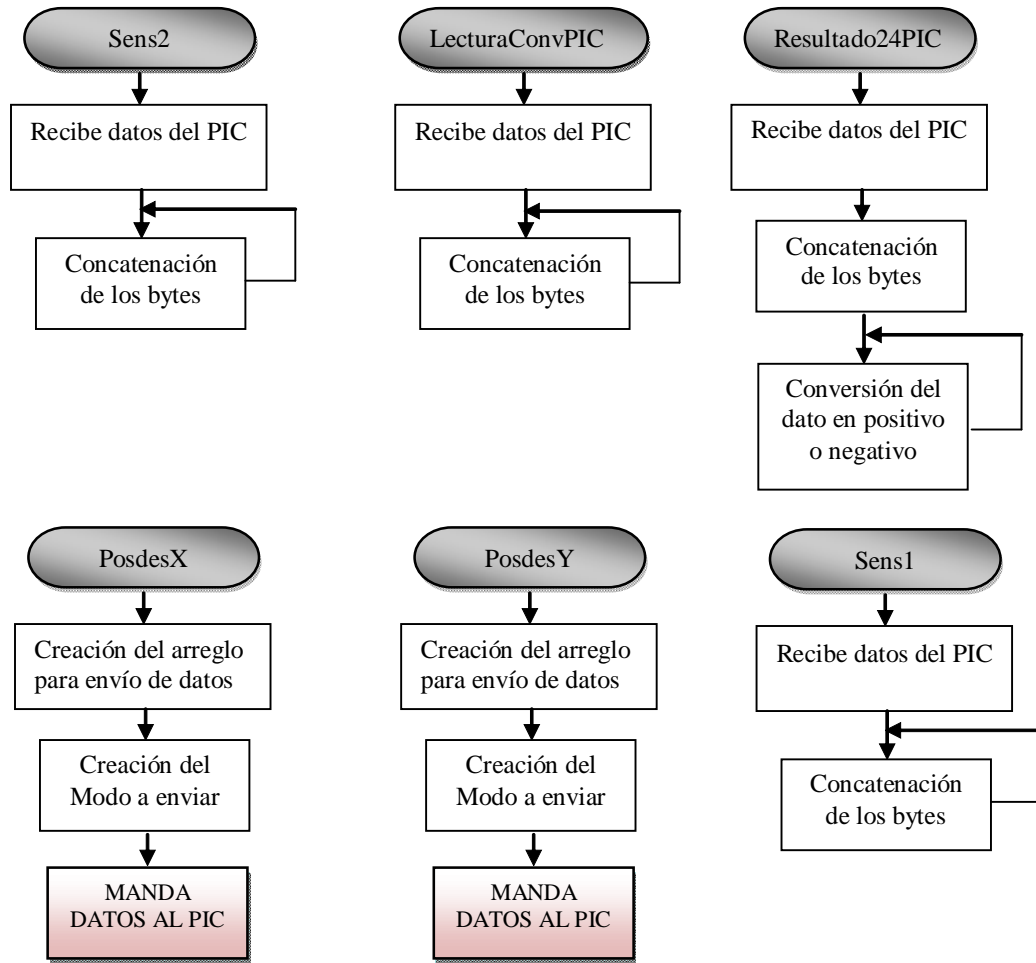 Sens2
Recibe datos del PIC
Concatenación
de los bytes
LecturaConvPIC
Recibe datos del PIC
Concatenación
de los bytes
Resultado24PIC
Recibe datos del PIC
Concatenación
de los bytes
Conversión del
dato en positivo
o negativo
PosdesX
Creación del arreglo
para envío de datos
Creación del
Modo a enviar
MANDA
DATOS AL PIC
PosdesY
Creación del arreglo
para envío de datos
Creación del
Modo a enviar
MANDA
DATOS AL PIC
Sens1
Recibe datos del PIC
Concatenación
de los bytes